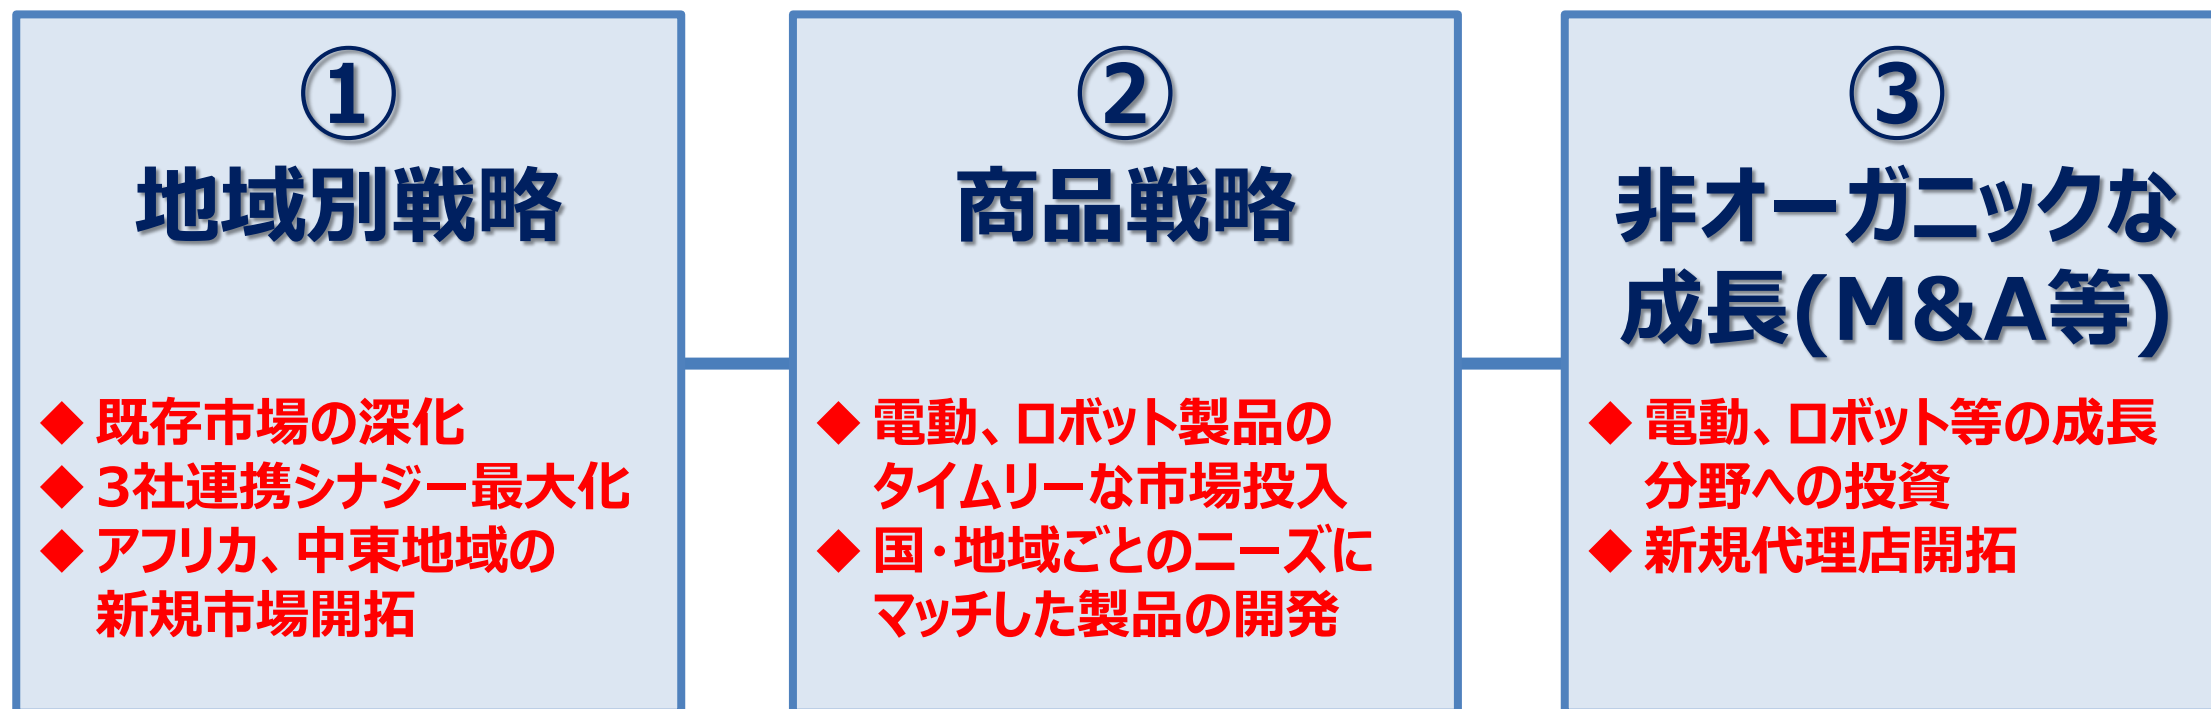 ①
地域別戦略
◆ 既存市場の深化
◆ 3社連携シナジー最大化
◆ アフリカ、中東地域の
新規市場開拓
②
商品戦略
◆ 電動、ロボット製品の
タイムリーな市場投入
◆ 国・地域ごとのニーズに
マッチした製品の開発
③
非オーガニックな
成長(M&A等)
◆ 電動、ロボット等の成長
分野への投資
◆ 新規代理店開拓